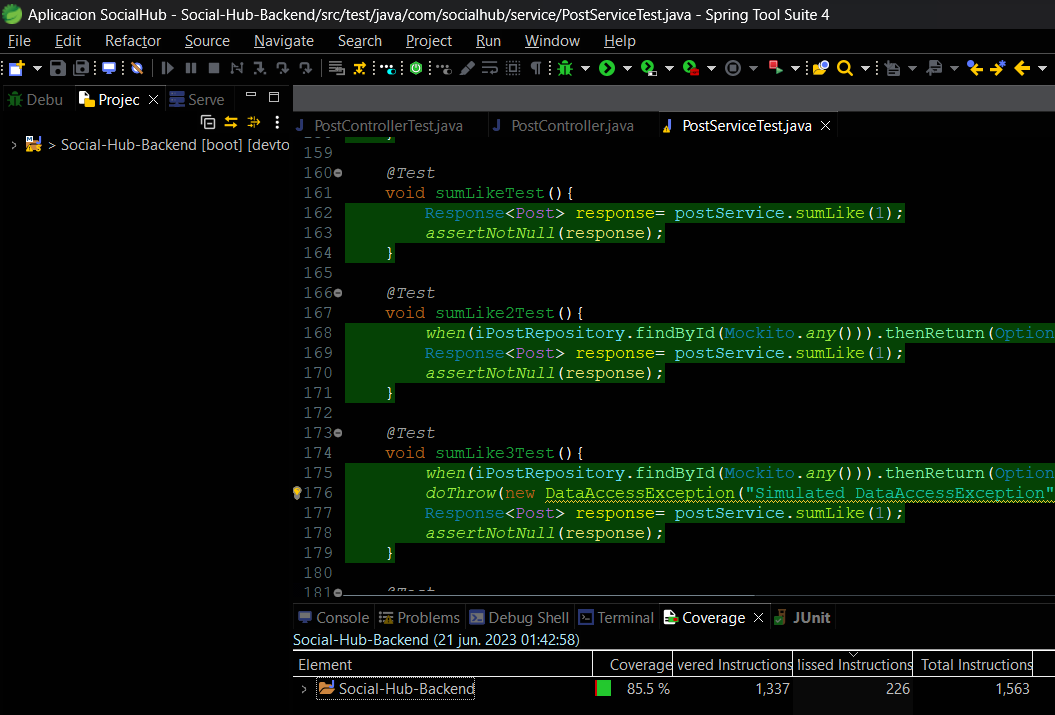 Aplicacion SocialHub - Social-Hub-Backend/src/test/java/com/socialhub/service/PostServiceTest.java - Spring Tool Suite 4
File Edit Refactor Source Navigate Search Project Run Window Help
Debu Projec Serve
PostControllerTest.java PostController.java PostServiceTest.java
> Social-Hub-Backend [boot] [devto
159
160 @Test
161 void sumLikeTest(){
162 Response<Post> response= postService.sumLike(1);
163 assertNotNull(response);
164 }
165
166 @Test
167 void sumLike2Test(){
168 when(iPostRepository.findById(Mockito.any())).thenReturn(Option
169 Response<Post> response= postService.sumLike(1);
170 assertNotNull(response);
171 }
172
173 @Test
174 void sumLike3Test(){
175 when(iPostRepository.findById(Mockito.any())).thenReturn(Option
176 doThrow(new DataAccessException("Simulated DataAccessException"
177 Response<Post> response= postService.sumLike(1);
178 assertNotNull(response);
179 }
180
181 @Test
Console Problems Debug Shell Terminal Coverage JUnit
Social-Hub-Backend (21 jun. 2023 01:42:58)
Element Coverage vered Instructions lissed Instructions Total Instructions
Social-Hub-Backend 85.5 % 1,337 226 1,563